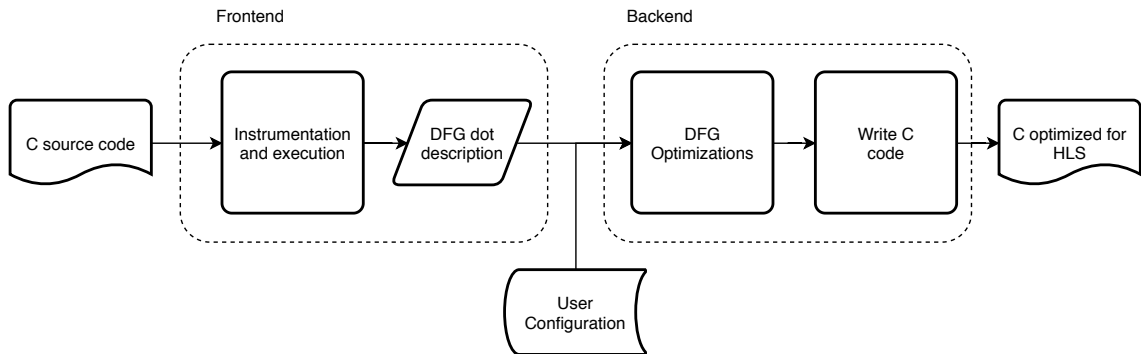 Frontend
Backend
C source code
Instrumentation
and execution
DFG dot
description
DFG
Optimizations
Write C
code
C optimized for
HLS
User
Configuration